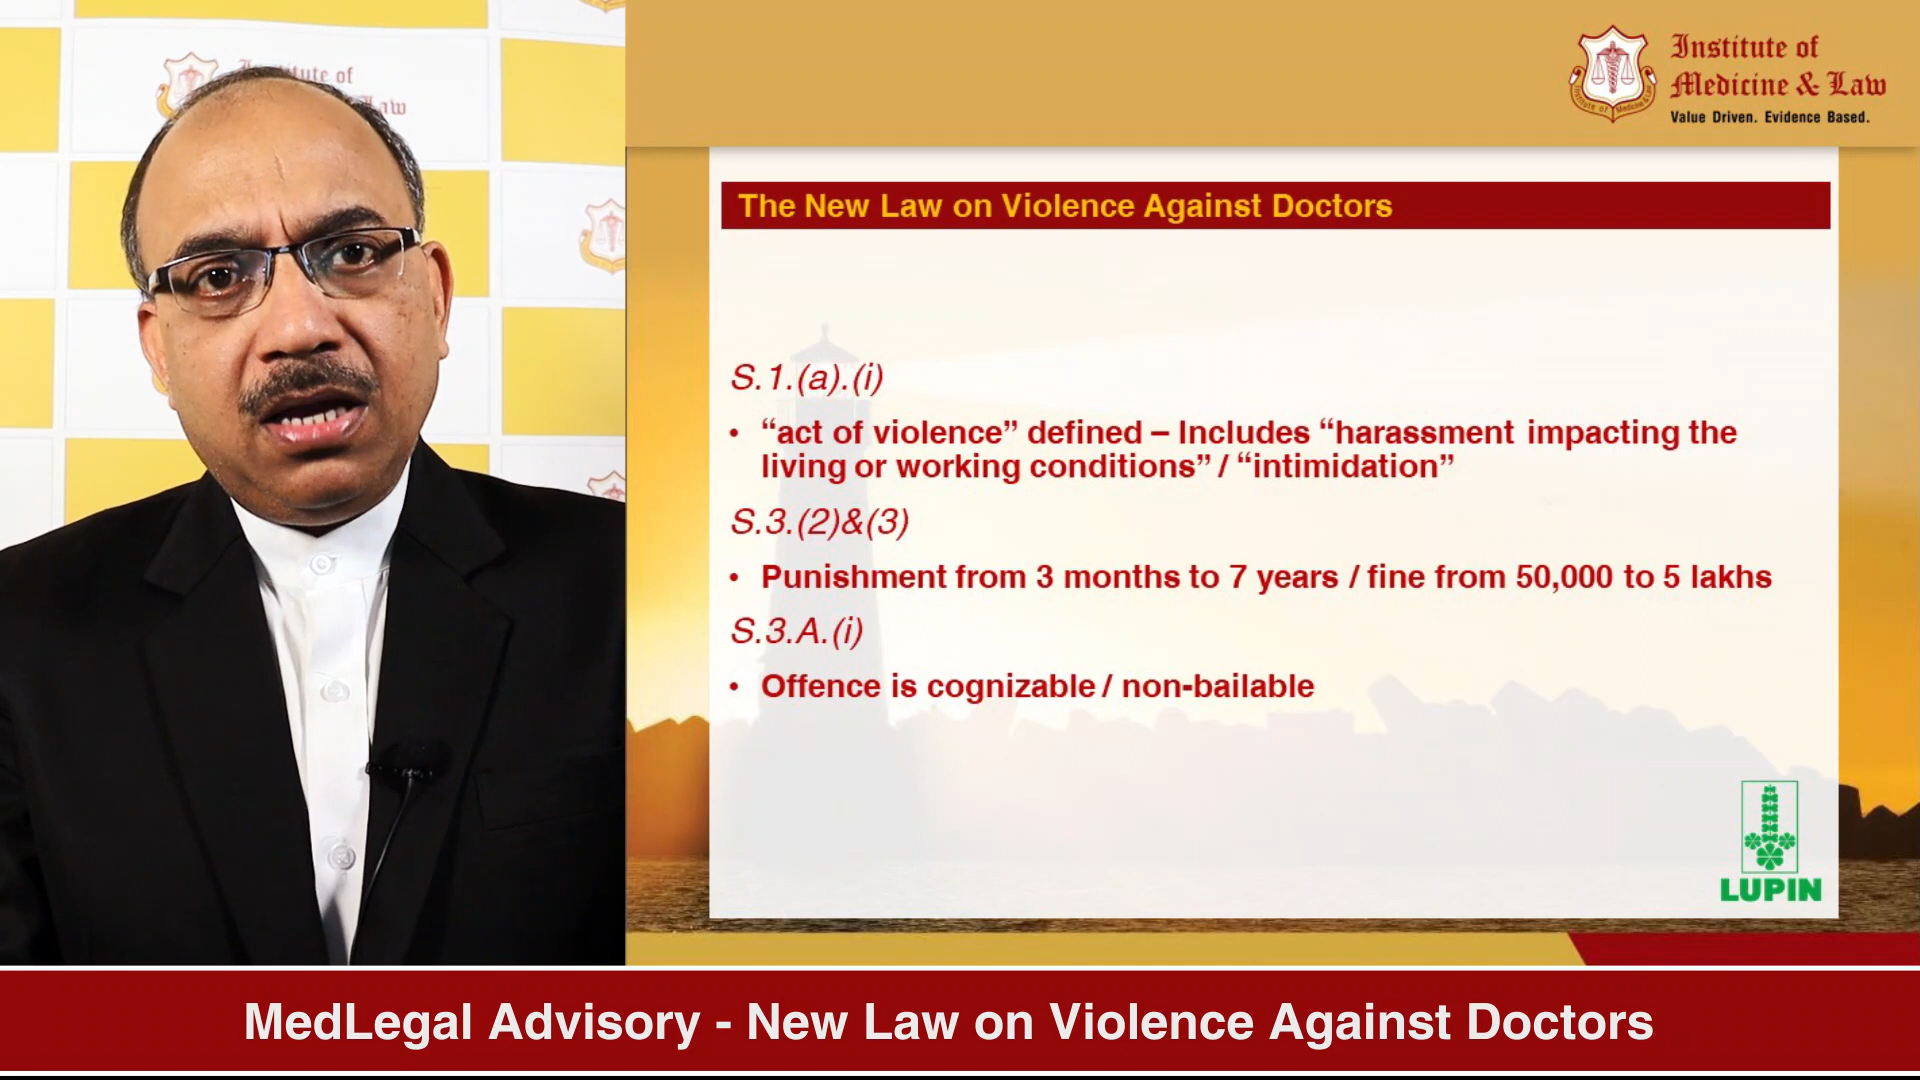 Institute of
Medicine & Law
Value Driven. Evidence Based.
The New Law on Violence Against Doctors
S.1.(a).(i)
• “act of violence” defined – Includes “harassment impacting the
living or working conditions” / “intimidation”
S.3.(2)&(3)
• Punishment from 3 months to 7 years / fine from 50,000 to 5 lakhs
S.3.A.(i)
• Offence is cognizable / non-bailable
LUPIN
MedLegal Advisory - New Law on Violence Against Doctors